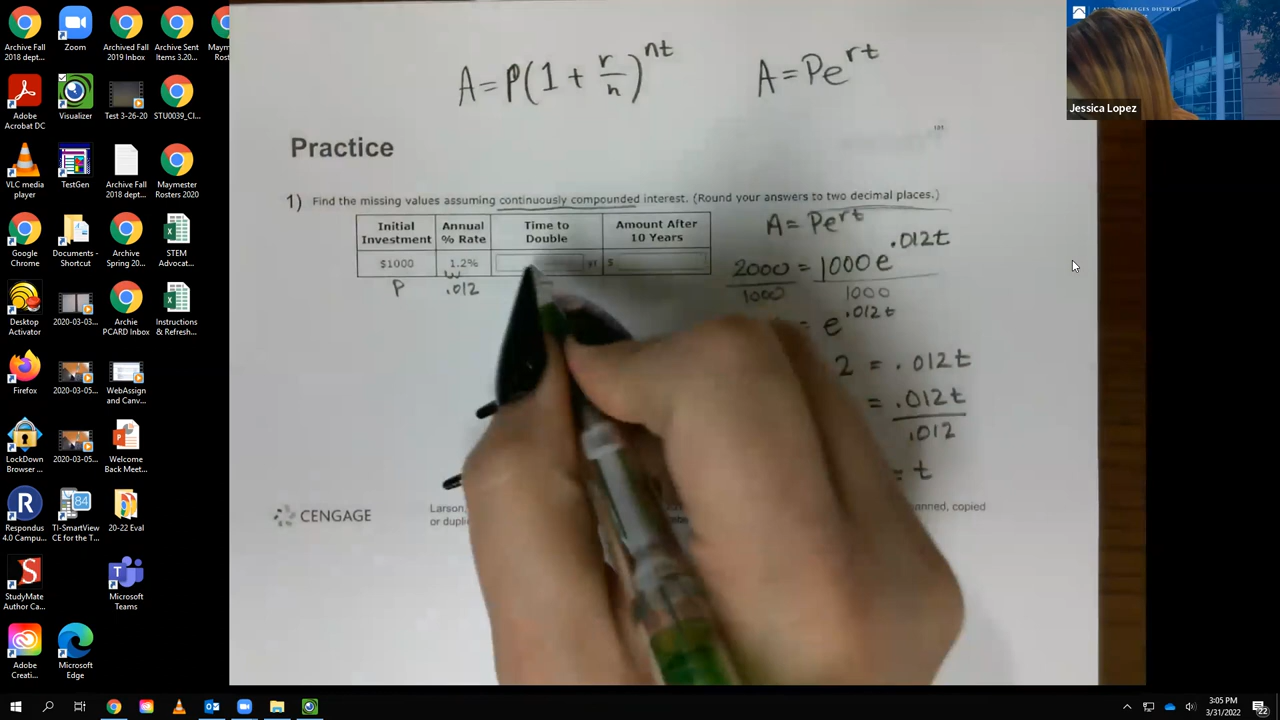 Archive Fall
2018 dept...
Zoom
Archived Fall
2019 Inbox
Archive Sent
Items 3.20...
Adobe
Acrobat DC
Visualizer
Test 3-26-20
STU0039_Cl...
VLC media
player
TestGen
Archive Fall
2018 dept...
Maymester
Rosters 2020
Google
Chrome
Documents -
Shortcut
Archive
Spring 20...
STEM
Advocat...
Desktop
Activator
2020-03-03...
Archie
PCARD Inbox
Instructions
& Refresh...
Firefox
2020-03-05...
WebAssign
and Canv...
LockDown
Browser ...
2020-03-05...
Welcome
Back Meet...
Respondus
4.0 Campu...
TI-SmartView
CE for the T...
20-22 Eval
StudyMate
Author Ca...
Microsoft
Teams
Adobe
Creati...
Microsoft
Edge
A = P(1 + r/n)^nt
A = Pe^rt
Jessica Lopez
Practice
1) Find the missing values assuming continuously compounded interest. (Round your answers to two decimal places.)
Initial Investment
Annual % Rate
Time to Double
Amount After 10 Years
$1000
1.2%
yr
$
P
.012
A = Pe^rt
2000 = 1000e^.012t
1000 1000
= e^.012t
2 = .012t
= .012t
.012
= t
CENGAGE
Larson,
or dupli
nned, copied
3:05 PM
3/31/2022
22